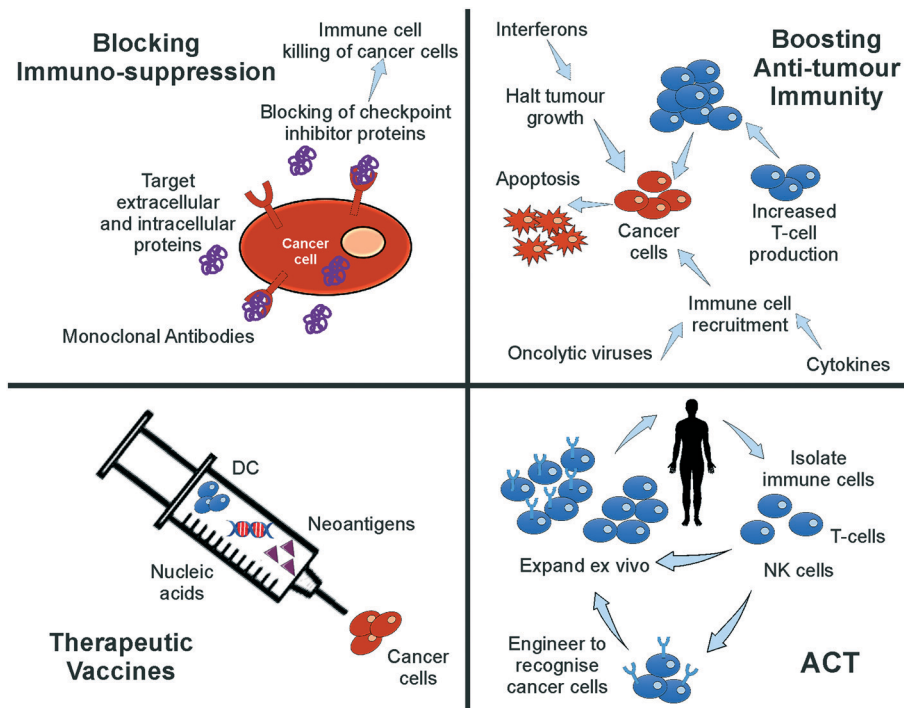 Blocking
Immuno-suppression
Immune cell
killing of cancer cells
Blocking of checkpoint
inhibitor proteins
Target
extracellular
and intracellular
proteins
Cancer
cell
Monoclonal Antibodies
Interferons
Boosting
Anti-tumour
Immunity
Halt tumour
growth
Apoptosis
Cancer
cells
Increased
T-cell
production
Immune cell
recruitment
Oncolytic viruses
Cytokines
DC
Neoantigens
Nucleic
acids
Therapeutic
Vaccines
Cancer
cells
Isolate
immune cells
T-cells
Expand ex vivo
NK cells
Engineer to
recognise
cancer cells
ACT